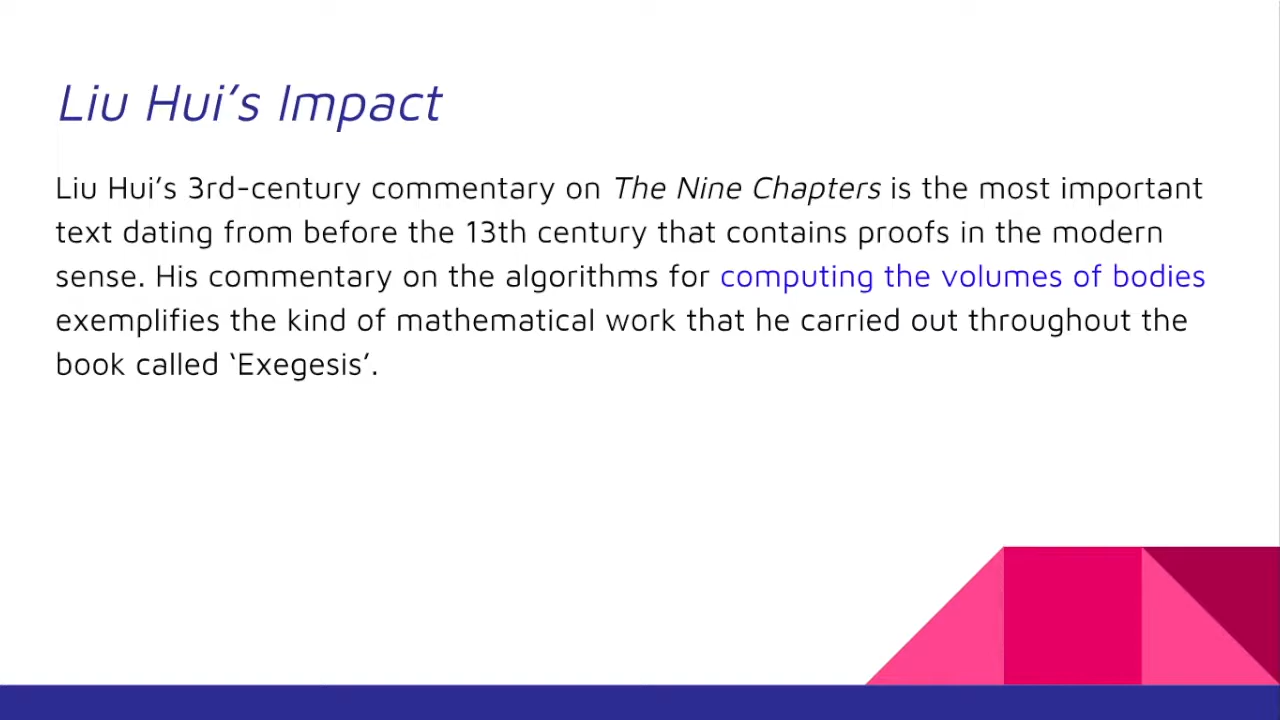 Liu Hui’s Impact
Liu Hui’s 3rd-century commentary on The Nine Chapters is the most important
text dating from before the 13th century that contains proofs in the modern
sense. His commentary on the algorithms for computing the volumes of bodies
exemplifies the kind of mathematical work that he carried out throughout the
book called ‘Exegesis’.